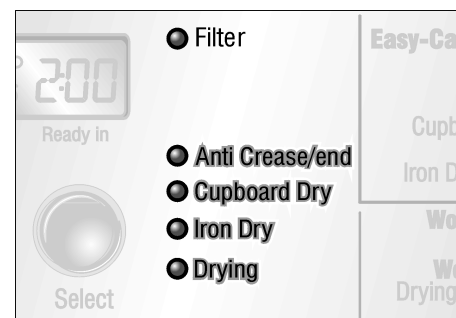 Filter
Easy-Ca
2:00
Ready in
Anti Crease/end
Cupboard Dry
Iron Dry
Drying
Select
Cupb
Iron D
Wo
We
Drying